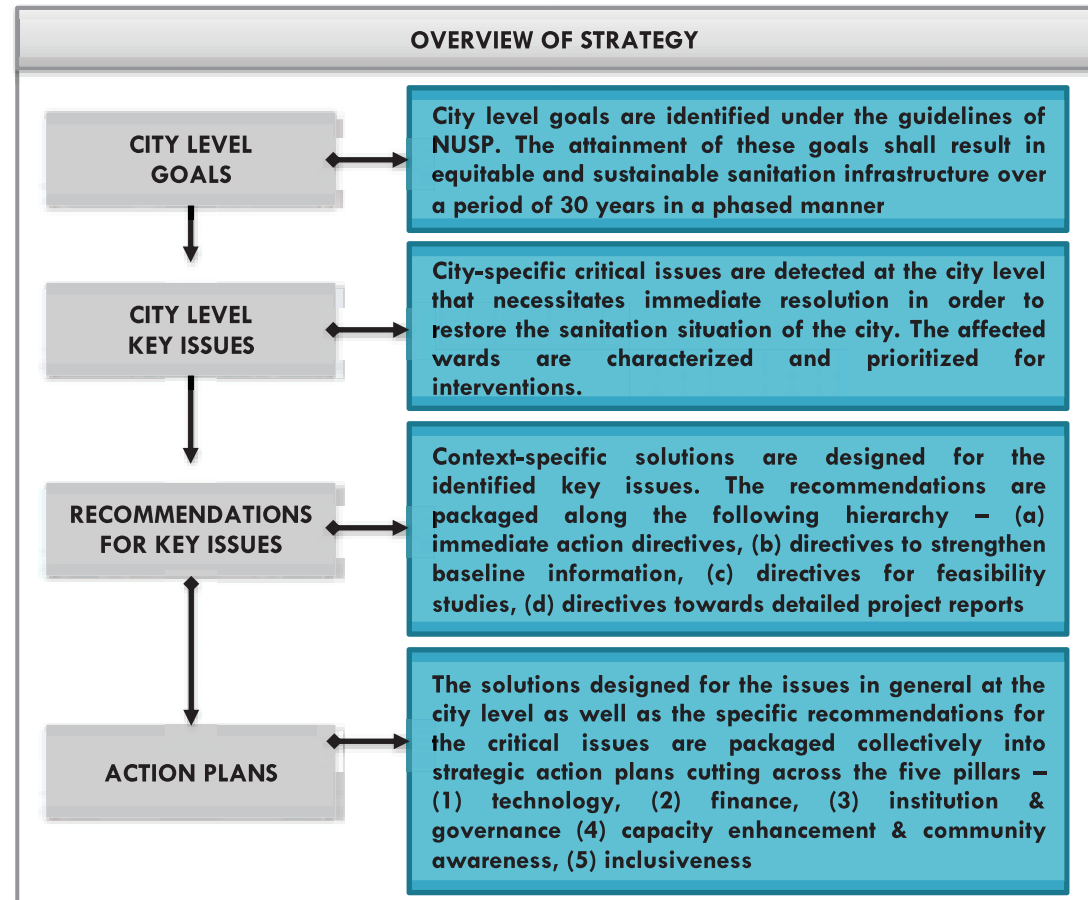 OVERVIEW OF STRATEGY
CITY LEVEL
GOALS
City level goals are identified under the guidelines of
NUSP. The attainment of these goals shall result in
equitable and sustainable sanitation infrastructure over
a period of 30 years in a phased manner
CITY LEVEL
KEY ISSUES
City-specific critical issues are detected at the city level
that necessitates immediate resolution in order to
restore the sanitation situation of the city. The affected
wards are characterized and prioritized for
interventions.
RECOMMENDATIONS
FOR KEY ISSUES
Context-specific solutions are designed for the
identified key issues. The recommendations are
packaged along the following hierarchy – (a)
immediate action directives, (b) directives to strengthen
baseline information, (c) directives for feasibility
studies, (d) directives towards detailed project reports
ACTION PLANS
The solutions designed for the issues in general at the
city level as well as the specific recommendations for
the critical issues are packaged collectively into
strategic action plans cutting across the five pillars –
(1) technology, (2) finance, (3) institution &
governance (4) capacity enhancement & community
awareness, (5) inclusiveness